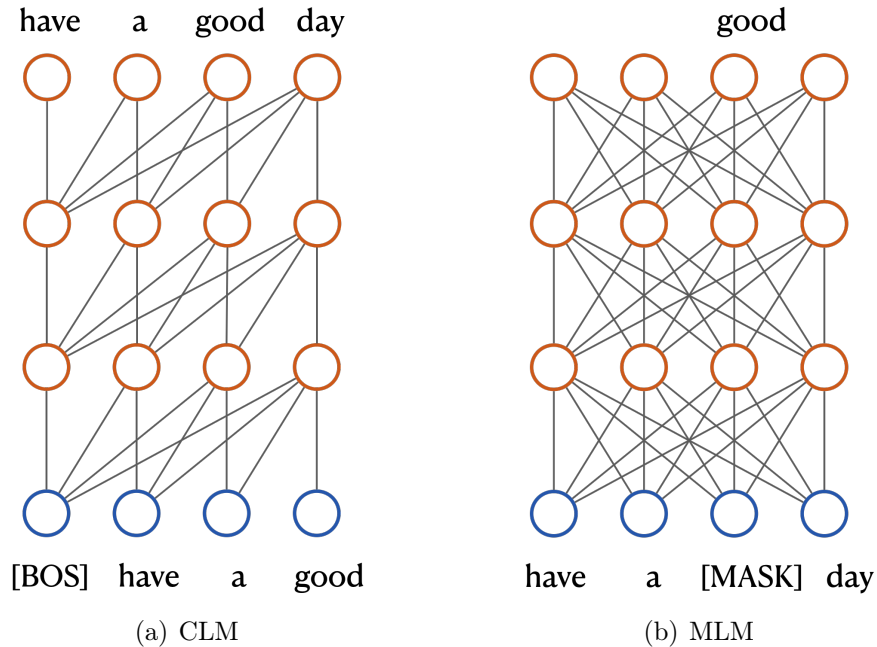 have a good day
good
[BOS] have a good
have a [MASK] day
(a) CLM
(b) MLM